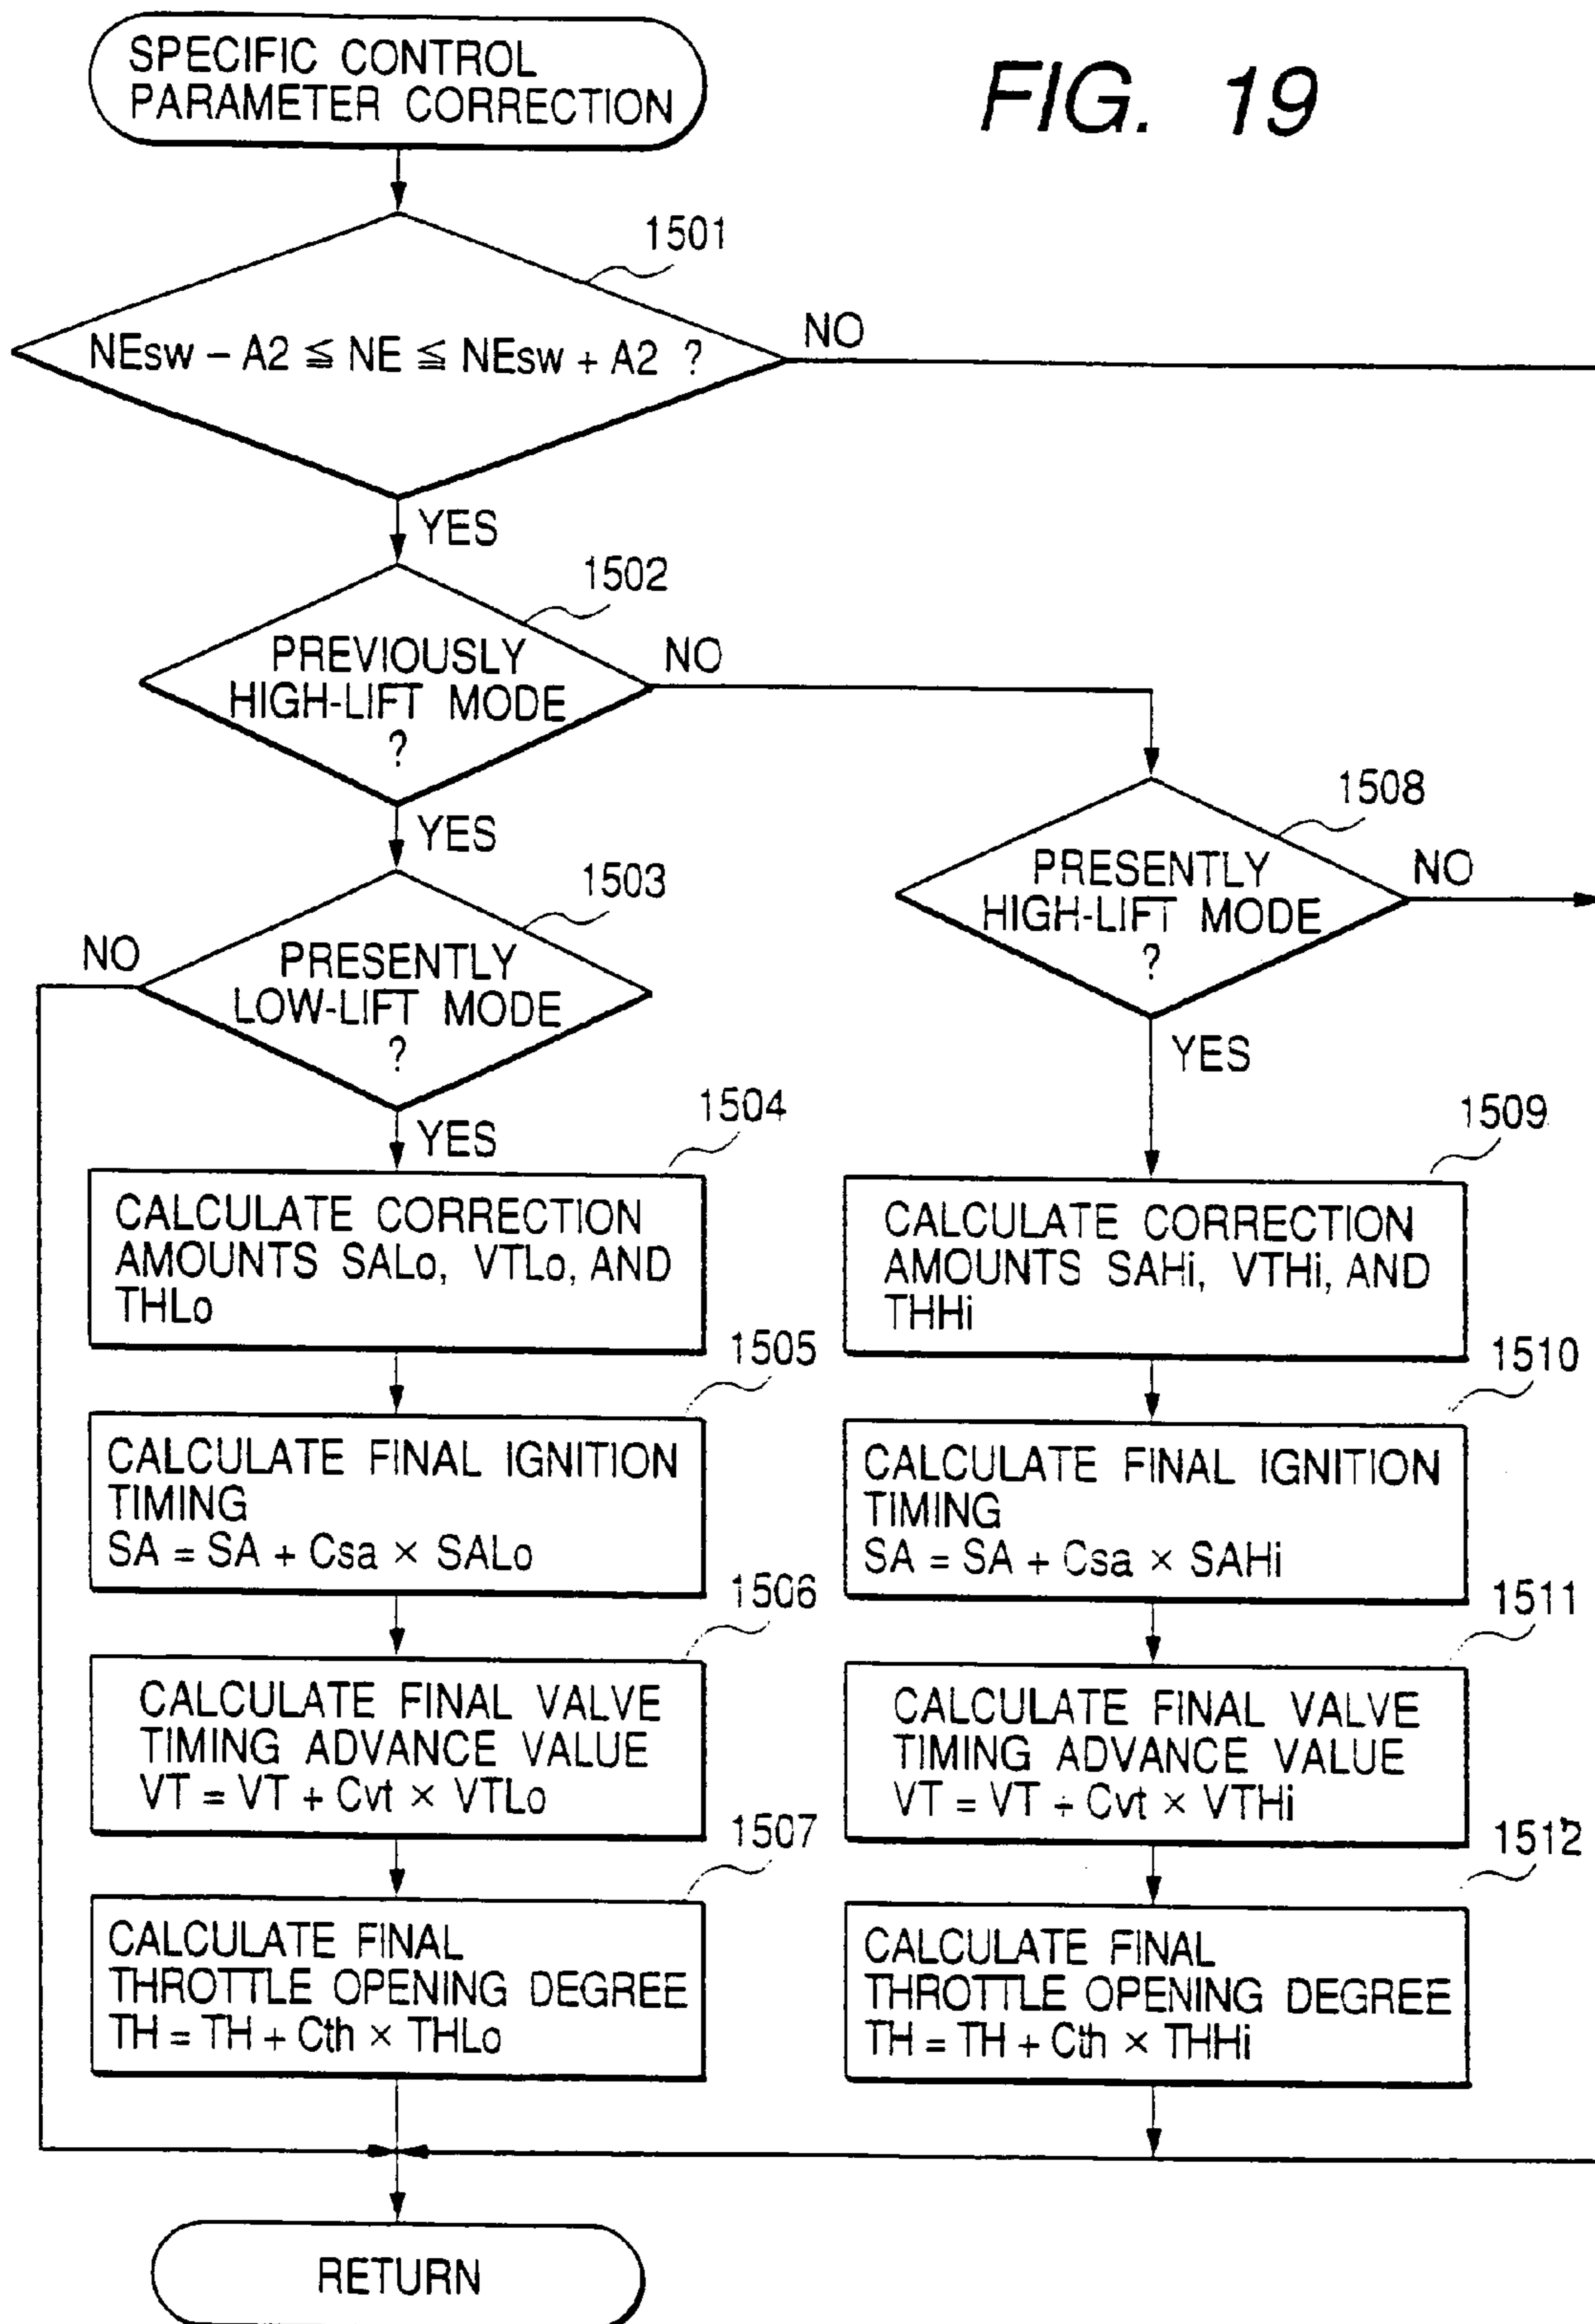 FIG. 19
SPECIFIC CONTROL
PARAMETER CORRECTION
1501
NEsw – A2 ≦ NE ≦ NEsw + A2 ?
NO
YES
1502
PREVIOUSLY
HIGH-LIFT MODE
?
NO
YES
1503
PRESENTLY
LOW-LIFT MODE
?
NO
YES
1504
CALCULATE CORRECTION
AMOUNTS SALo, VTLo, AND
THLo
1505
CALCULATE FINAL IGNITION
TIMING
SA = SA + Csa × SALo
1506
CALCULATE FINAL VALVE
TIMING ADVANCE VALUE
VT = VT + Cvt × VTLo
1507
CALCULATE FINAL
THROTTLE OPENING DEGREE
TH = TH + Cth × THLo
1508
PRESENTLY
HIGH-LIFT MODE
?
NO
YES
1509
CALCULATE CORRECTION
AMOUNTS SAHi, VTHi, AND
THHi
1510
CALCULATE FINAL IGNITION
TIMING
SA = SA + Csa × SAHi
1511
CALCULATE FINAL VALVE
TIMING ADVANCE VALUE
VT = VT + Cvt × VTHi
1512
CALCULATE FINAL
THROTTLE OPENING DEGREE
TH = TH + Cth × THHi
RETURN